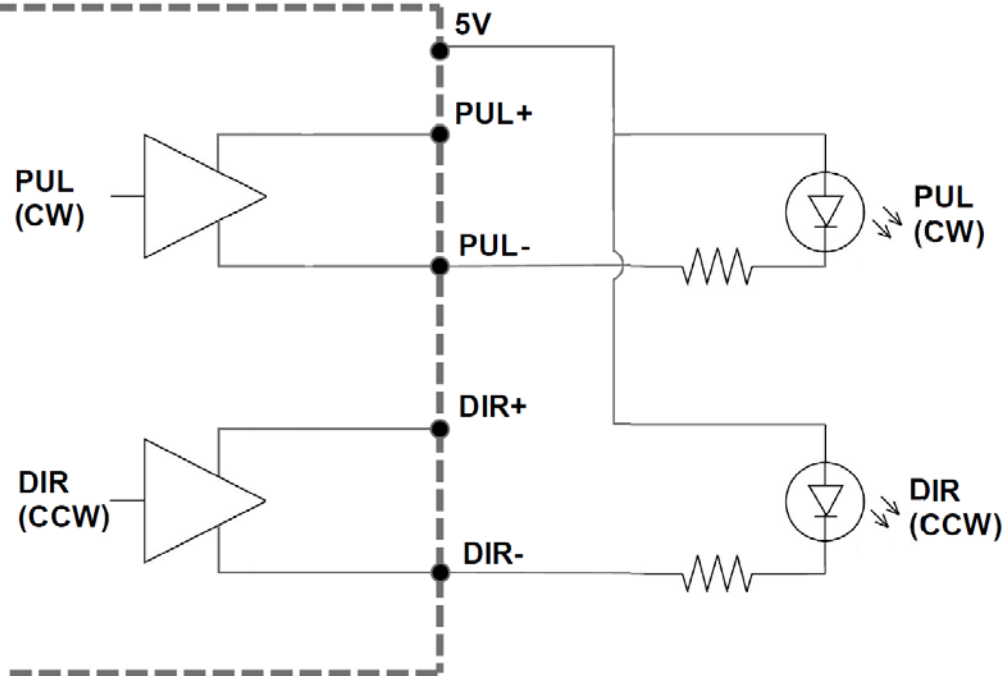 5V
PUL+
PUL
(CW)
PUL
(CW)
PUL-
DIR+
DIR
(CCW)
DIR
(CCW)
DIR-